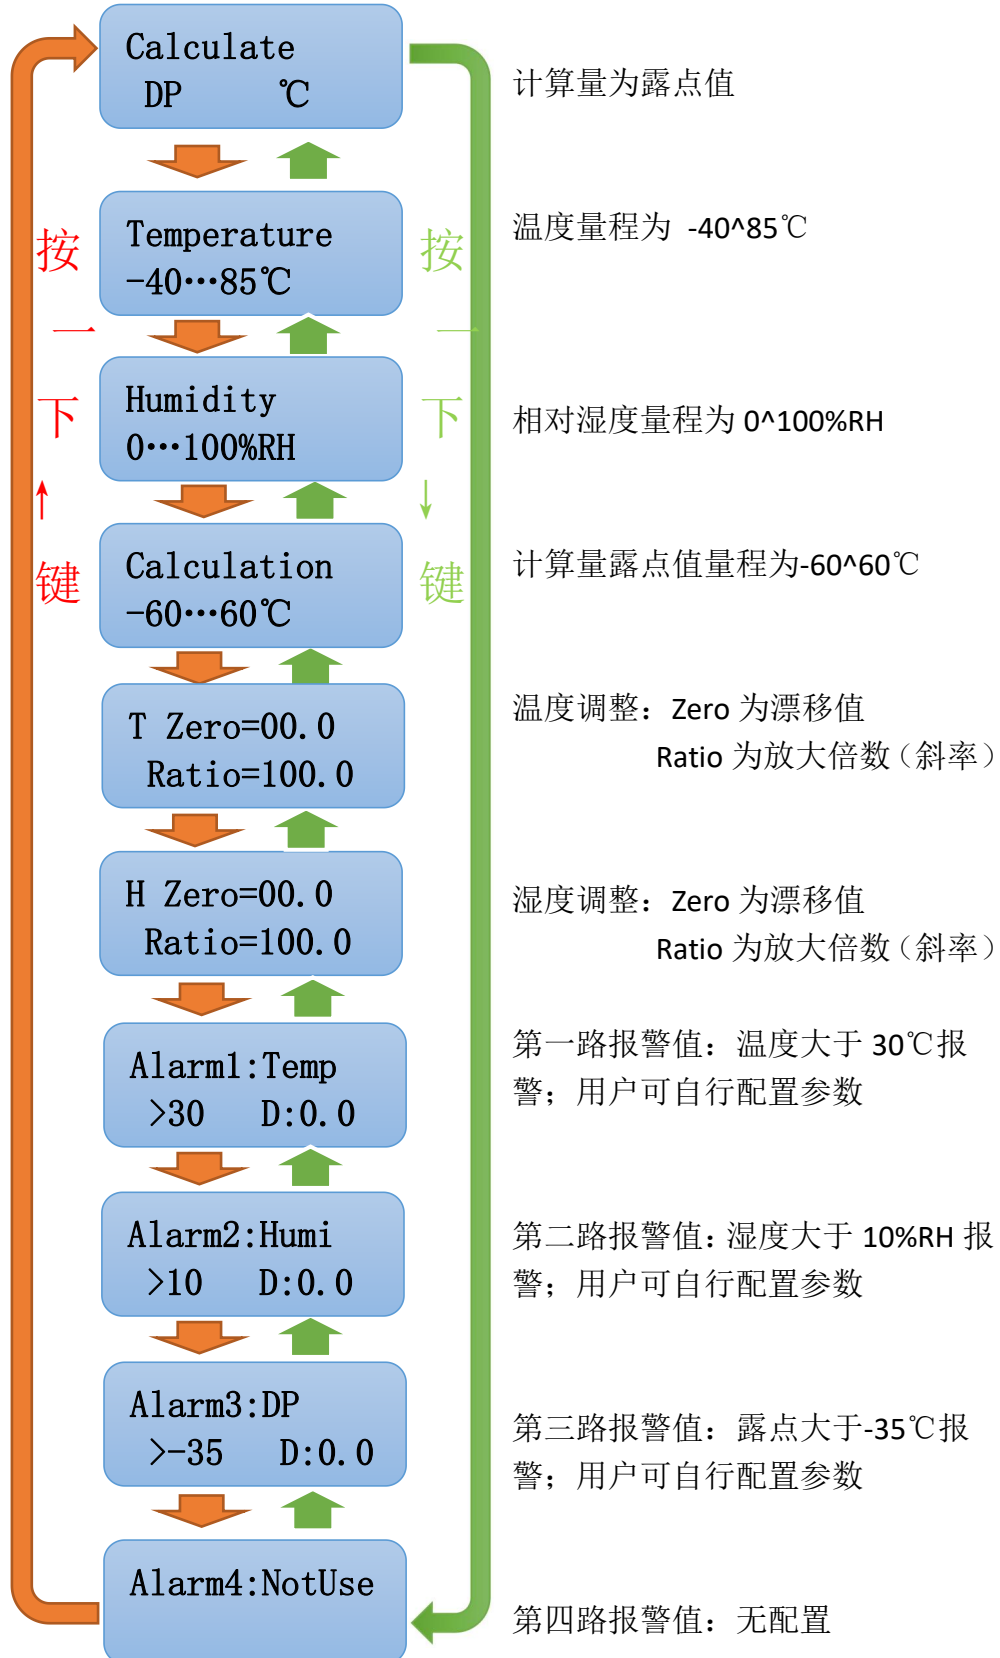 Calculate
DP ℃
计算量为露点值
Temperature
-40…85℃
温度量程为 -40^85℃
按
一
下
↑
键
按
一
下
↓
键
Humidity
0…100%RH
相对湿度量程为 0^100%RH
Calculation
-60…60℃
计算量露点值量程为-60^60℃
T Zero=00.0
Ratio=100.0
温度调整：Zero 为漂移值
Ratio 为放大倍数（斜率）
H Zero=00.0
Ratio=100.0
湿度调整：Zero 为漂移值
Ratio 为放大倍数（斜率）
Alarm1:Temp
>30 D:0.0
第一路报警值：温度大于 30℃报
警；用户可自行配置参数
Alarm2:Humi
>10 D:0.0
第二路报警值：湿度大于 10%RH 报
警；用户可自行配置参数
Alarm3:DP
>-35 D:0.0
第三路报警值：露点大于-35℃报
警；用户可自行配置参数
Alarm4:NotUse
第四路报警值：无配置